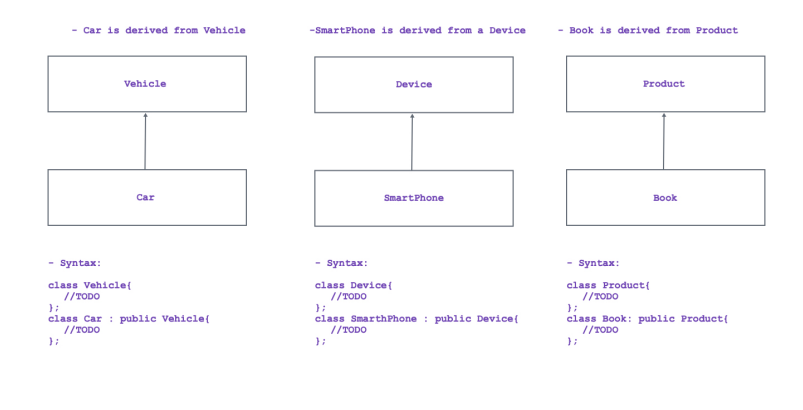 - Car is derived from Vehicle
Vehicle
Car
- Syntax:
class Vehicle{
//TODO
};
class Car : public Vehicle{
//TODO
};
-SmartPhone is derived from a Device
Device
SmartPhone
- Syntax:
class Device{
//TODO
};
class SmarthPhone : public Device{
//TODO
};
- Book is derived from Product
Product
Book
- Syntax:
class Product{
//TODO
};
class Book: public Product{
//TODO
};